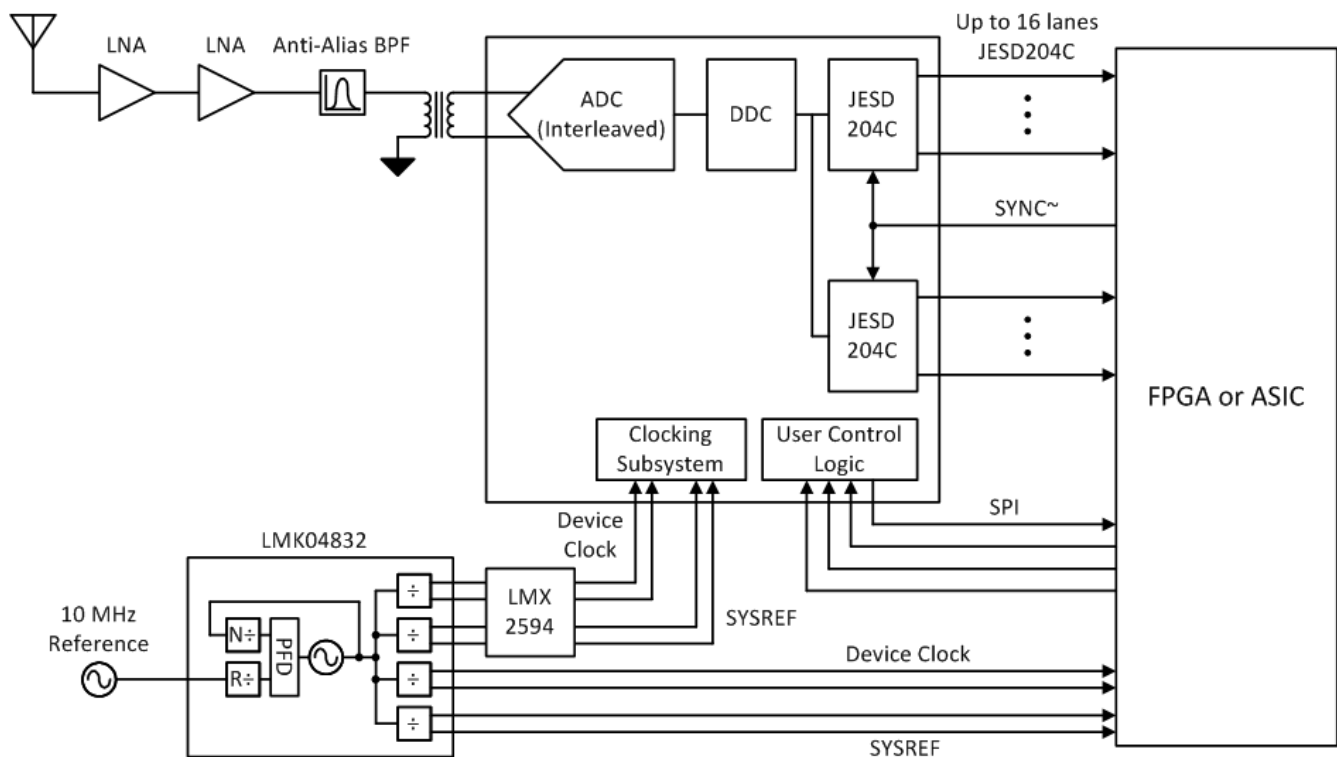 LNA
LNA
Anti-Alias BPF
ADC
(Interleaved)
DDC
JESD
204C
Up to 16 lanes
JESD204C
SYNC~
JESD
204C
FPGA or ASIC
Clocking
Subsystem
User Control
Logic
SPI
Device
Clock
LMK04832
10 MHz
Reference
N÷
R÷
PFD
÷
÷
÷
÷
LMX
2594
SYSREF
Device Clock
SYSREF